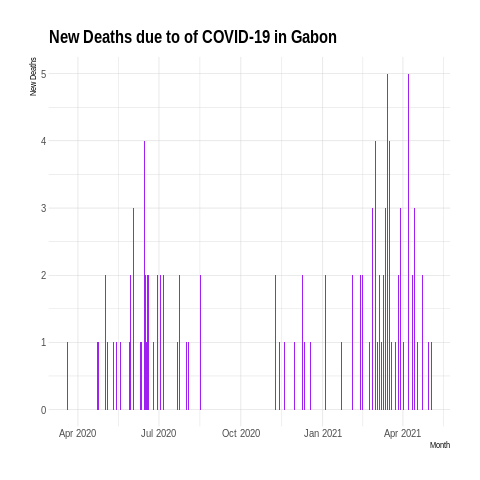 New Deaths due to of COVID-19 in Gabon
New Deaths
5
4
3
2
1
0
Apr 2020 Jul 2020 Oct 2020 Jan 2021 Apr 2021
Month